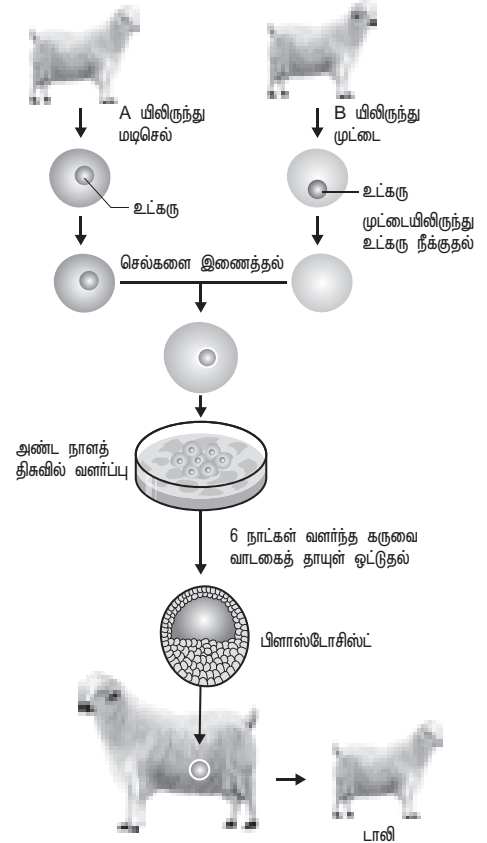 A யிலிருந்து
மடிசெல்
B யிலிருந்து
முட்டை
உட்கரு
உட்கரு
முட்டையிலிருந்து
உட்கரு நீக்குதல்
செல்களை இணைத்தல்
அண்ட நாளத்
திசுவில் வளர்ப்பு
6 நாட்கள் வளர்ந்த கருவை
வாடகைத் தாயுள் ஒட்டுதல்
பிளாஸ்டோசிஸ்ட்
டாலி